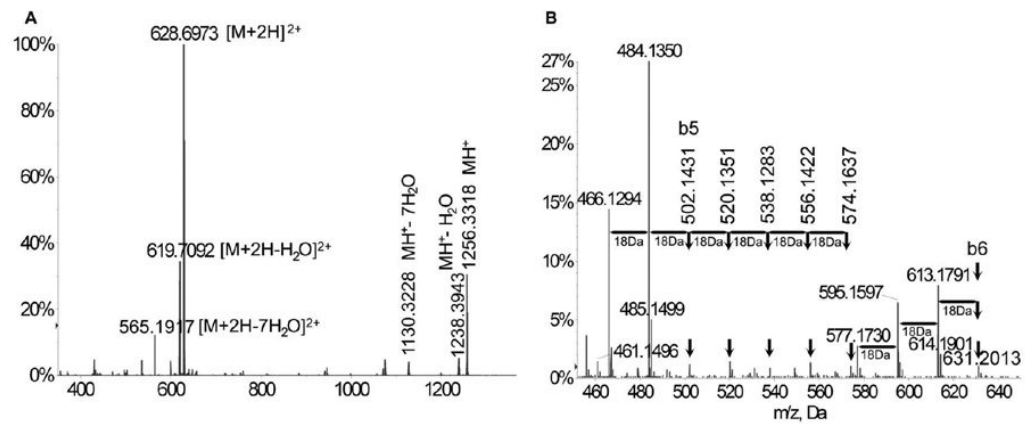 A
628.6973 [M+2H]²⁺
100%
80%
60%
40%
20%
0%
619.7092 [M+2H-H₂O]²⁺
565.1917 [M+2H-7H₂O]²⁺
1130.3228 MH⁺- 7H₂O
1238.3943 MH⁺- H₂O
1256.3318 MH⁺
400 600 800 1000 1200
B
27%
25%
20%
15%
10%
5%
0%
484.1350
466.1294
b5
502.1431
520.1351
538.1283
556.1422
574.1637
18Da 18Da 18Da 18Da 18Da 18Da
b6
613.1791
595.1597
18Da
18Da
18Da
485.1499
461.1496
577.1730
614.1901
631.2013
460 480 500 520 540 560 580 600 620 640
m/z, Da